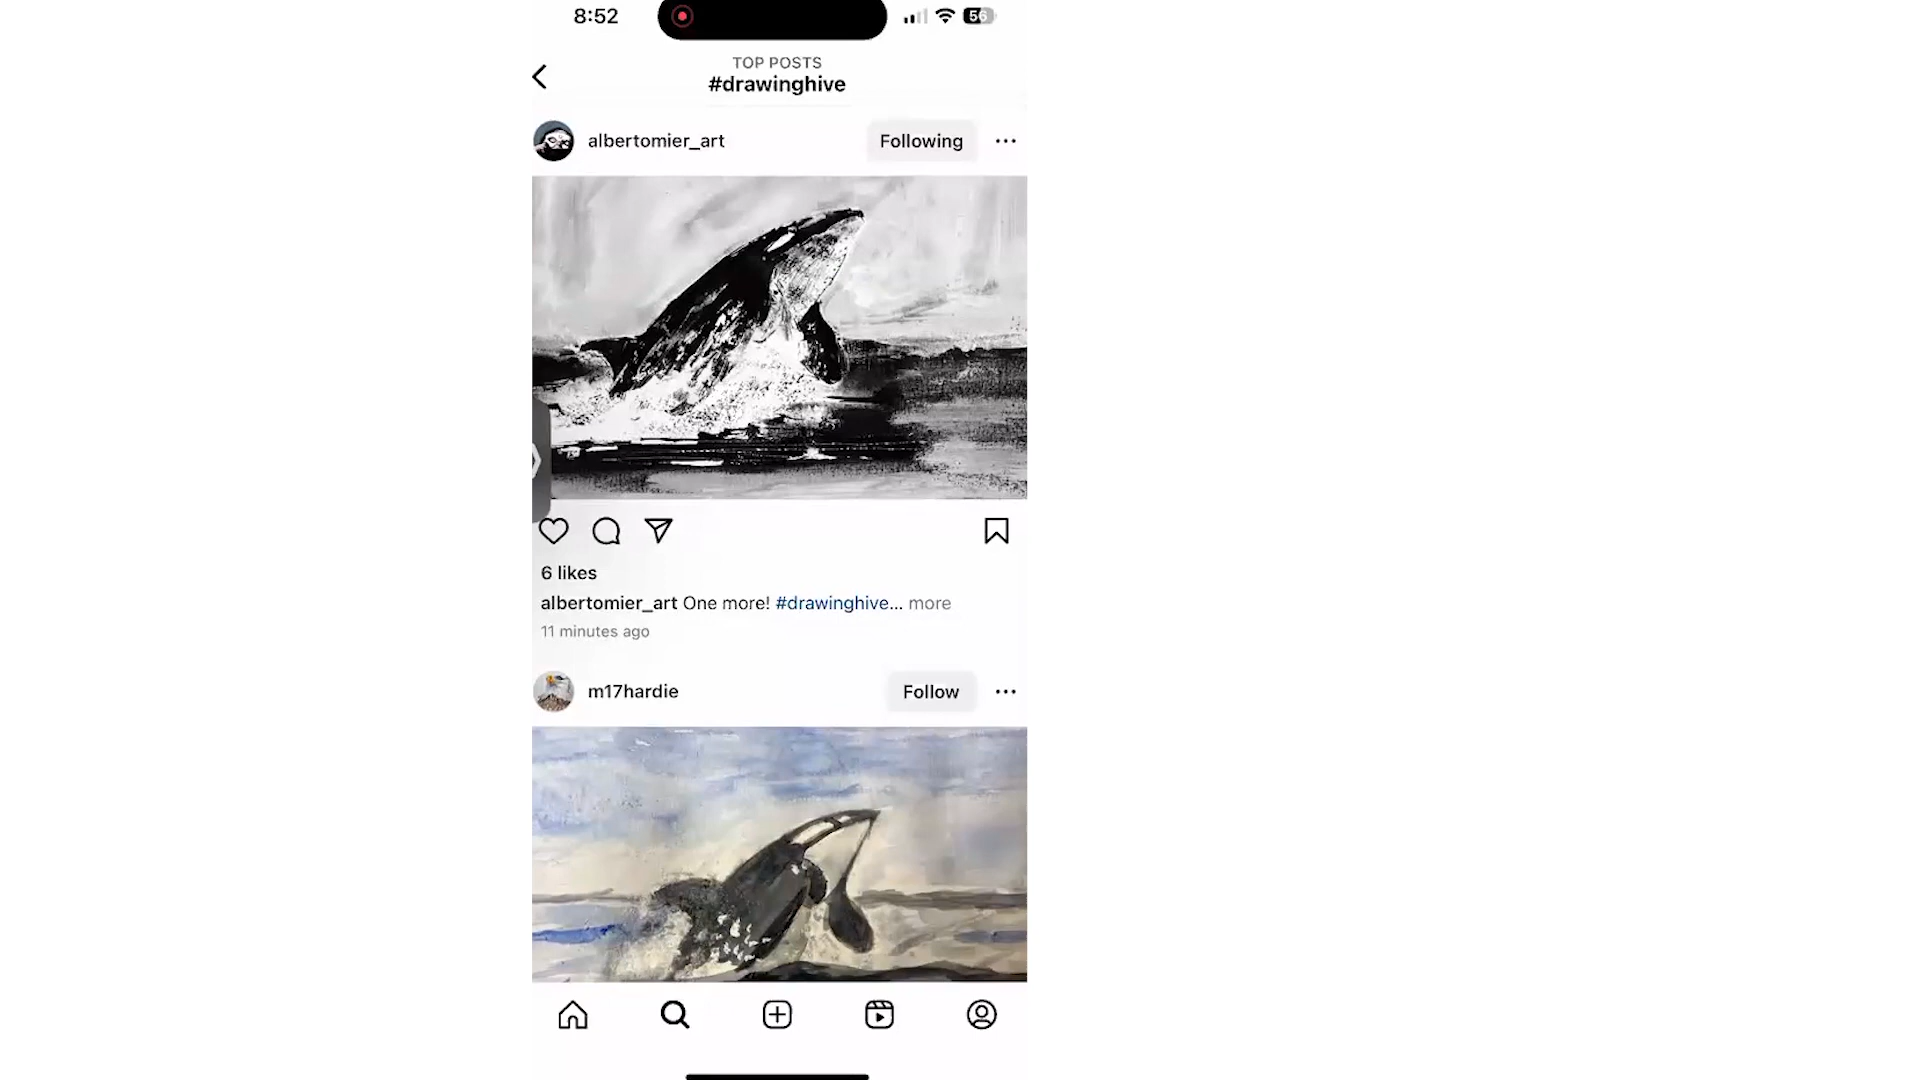 8:52
56
TOP POSTS
#drawinghive
albertomier_art
Following
6 likes
albertomier_art One more! #drawinghive... more
11 minutes ago
m17hardie
Follow